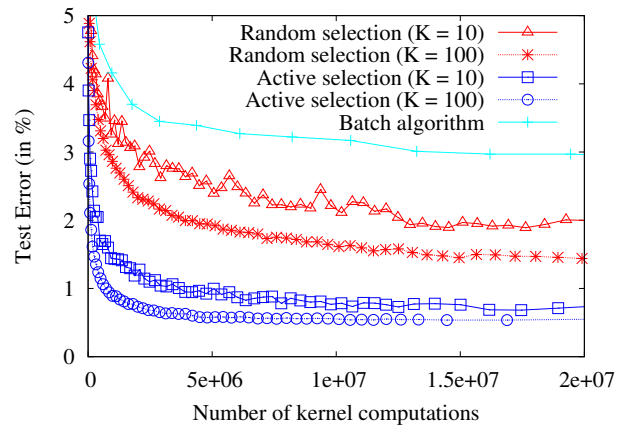 5
4
3
2
1
0
Test Error (in %)
Random selection (K = 10)
Random selection (K = 100)
Active selection (K = 10)
Active selection (K = 100)
Batch algorithm
0
5e+06
1e+07
1.5e+07
2e+07
Number of kernel computations